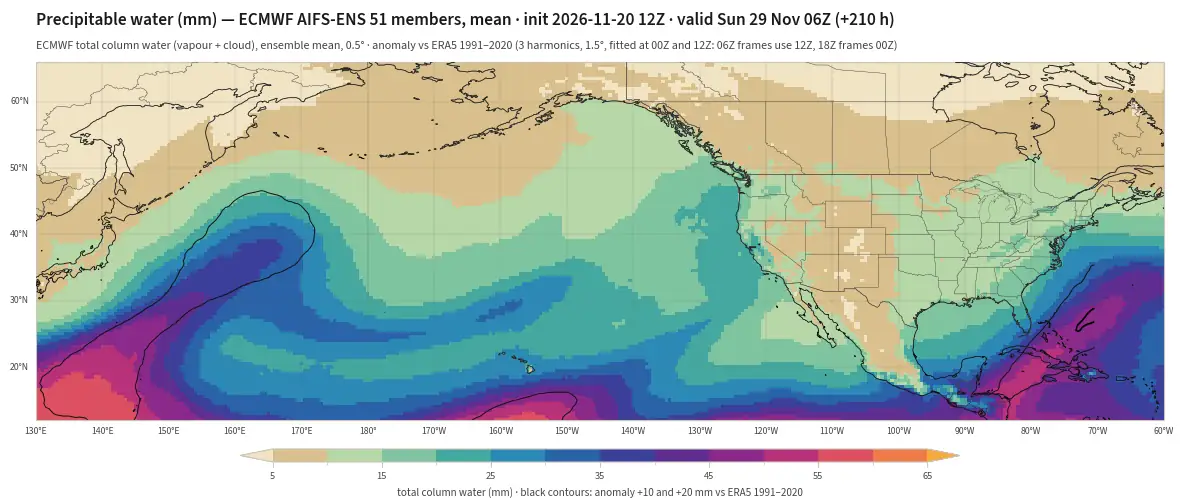 Precipitable water (mm) — ECMWF AIFS-ENS 51 members, mean · init 2026-11-20 12Z · valid Sun 29 Nov 06Z (+210 h)
ECMWF total column water (vapour + cloud), ensemble mean, 0.5° · anomaly vs ERA5 1991–2020 (3 harmonics, 1.5°, fitted at 00Z and 12Z: 06Z frames use 12Z, 18Z frames 00Z)
60°N
50°N
40°N
30°N
20°N
130°E 140°E 150°E 160°E 170°E 180° 170°W 160°W 150°W 140°W 130°W 120°W 110°W 100°W 90°W 80°W 70°W 60°W
5 15 25 35 45 55 65
total column water (mm) · black contours: anomaly +10 and +20 mm vs ERA5 1991–2020